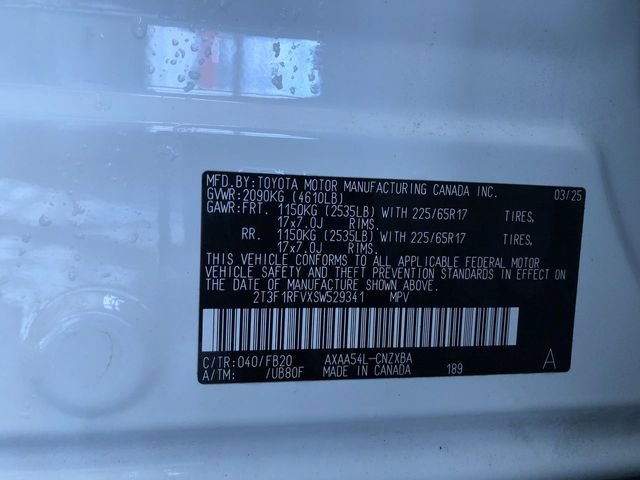 MFD.BY:TOYOTA MOTOR MANUFACTURING CANADA INC. 03/25
GVWR:2090KG (4610LB)
GAWR:FRT. 1150KG (2535LB) WITH 225/65R17 TIRES.
17x7.0J RIMS.
RR. 1150KG (2535LB) WITH 225/65R17 TIRES.
17x7.0J RIMS.
THIS VEHICLE CONFORMS TO ALL APPLICABLE FEDERAL MOTOR
VEHICLE SAFETY AND THEFT PREVENTION STANDARDS IN EFFECT ON
THE DATE OF MANUFACTURE SHOWN ABOVE.
2T3F1RFVXSW529341 MPV
C/TR:040/FB20 AXAA54L-CNZXBA A
A/TM: /UB80F MADE IN CANADA 189